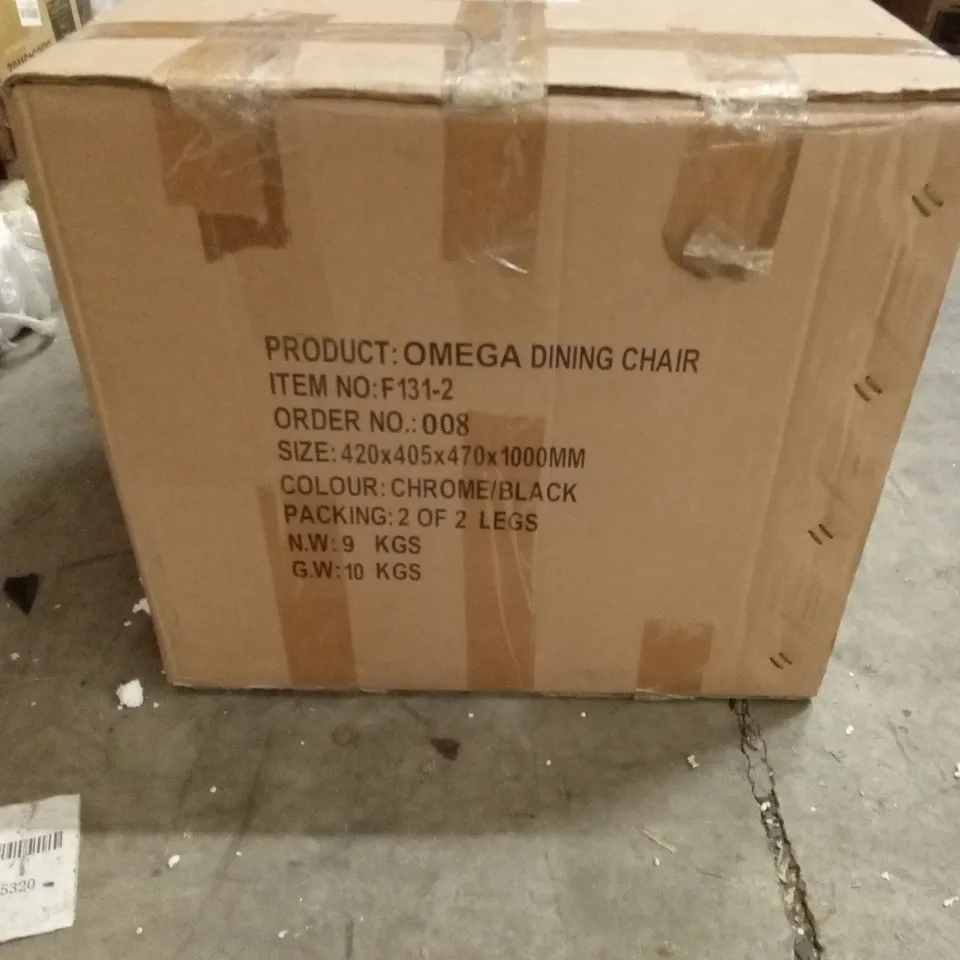 PRODUCT: OMEGA DINING CHAIR
ITEM NO: F131-2
ORDER NO.: 008
SIZE: 420x405x470x1000MM
COLOUR: CHROME/BLACK
PACKING: 2 OF 2 LEGS
N.W: 9 KGS
G.W: 10 KGS
5320